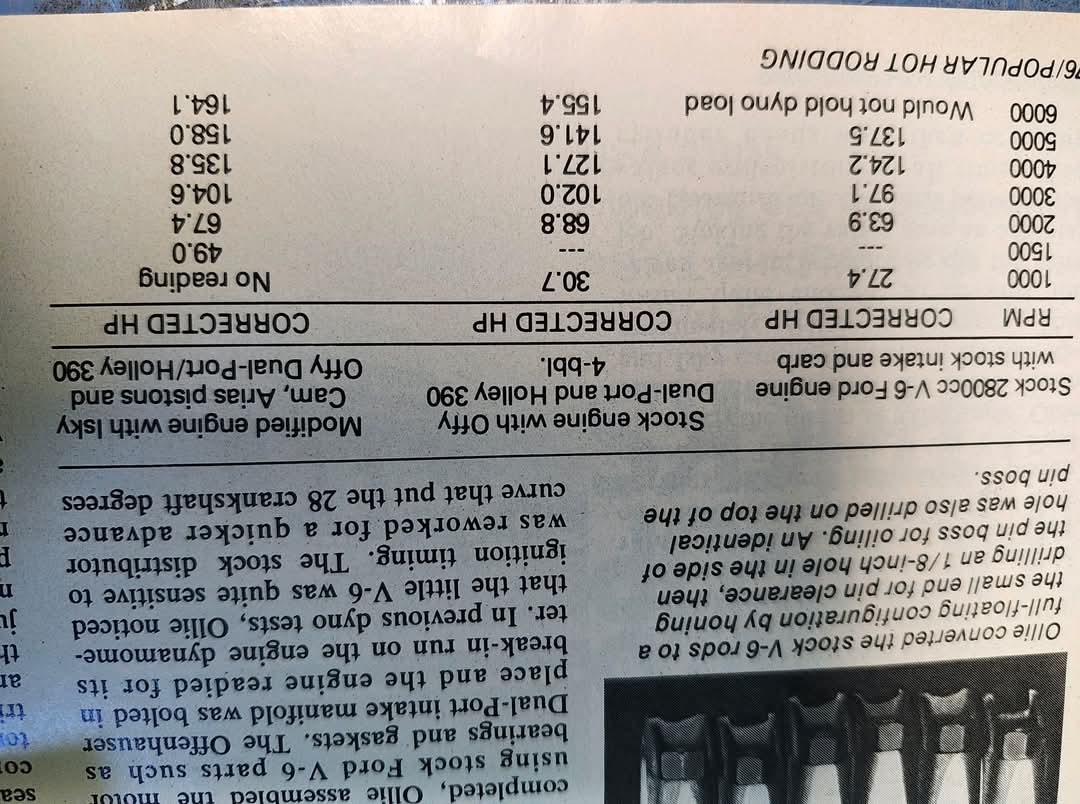 Ollie converted the stock V-6 rods to a
full-floating configuration by honing
the small end for pin clearance, then
drilling an 1/8-inch hole in the side of
the pin boss for oiling. An identical
hole was also drilled on the top of the
pin boss.
completed, Ollie assembled the motor
using stock Ford V-6 parts such as
bearings and gaskets. The Offenhauser
Dual-Port intake manifold was bolted in
place and the engine readied for its
break-in run on the engine dynamome-
ter. In previous dyno tests, Ollie noticed
that the little V-6 was quite sensitive to
ignition timing. The stock distributor
was reworked for a quicker advance
curve that put the 28 crankshaft degrees
Stock 2800cc V-6 Ford engine
with stock intake and carb
Stock engine with Offy
Dual-Port and Holley 390
4-bbl.
Modified engine with Isky
Cam, Arias pistons and
Offy Dual-Port/Holley 390
RPM CORRECTED HP CORRECTED HP CORRECTED HP
1000 27.4 30.7 No reading
1500 --- --- 49.0
2000 63.9 68.8 67.4
3000 97.1 102.0 104.6
4000 124.2 127.1 135.8
5000 137.5 141.6 158.0
6000 Would not hold dyno load 155.4 164.1
76/POPULAR HOT RODDING